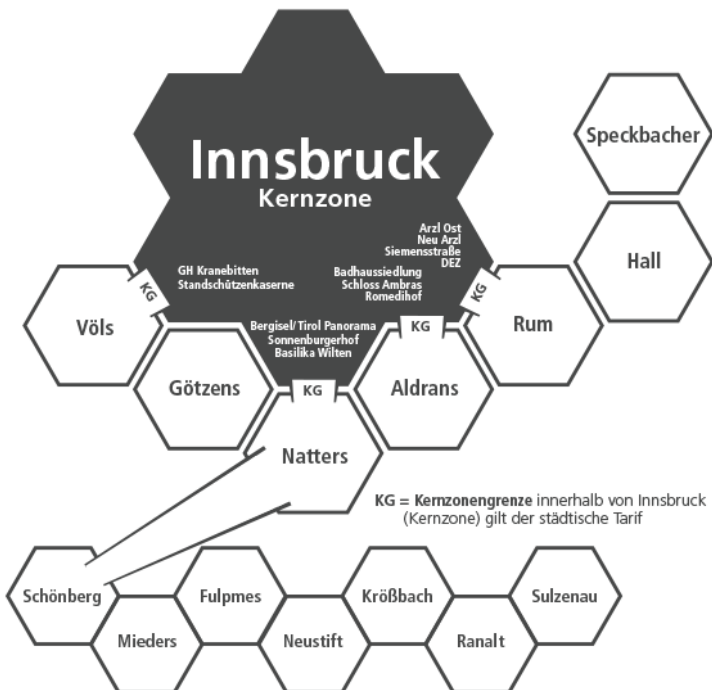 Innsbruck
Kernzone
Speckbacher
Arzl Ost
Neu Arzl
Siemensstraße
DEZ
Hall
GH Kranebitten
Standschützenkaserne
Badhaussiedlung
Schloss Ambras
Romedihof
KG
KG
Völs
Rum
Bergisel/ Tirol Panorama
Sonnenburgerhof
Basilika Wilten
KG
Götzens
KG
Aldrans
Natters
KG = Kernzonengrenze innerhalb von Innsbruck
(Kernzone) gilt der städtische Tarif
Schönberg
Fulpmes
Krößbach
Sulzenau
Mieders
Neustift
Ranalt